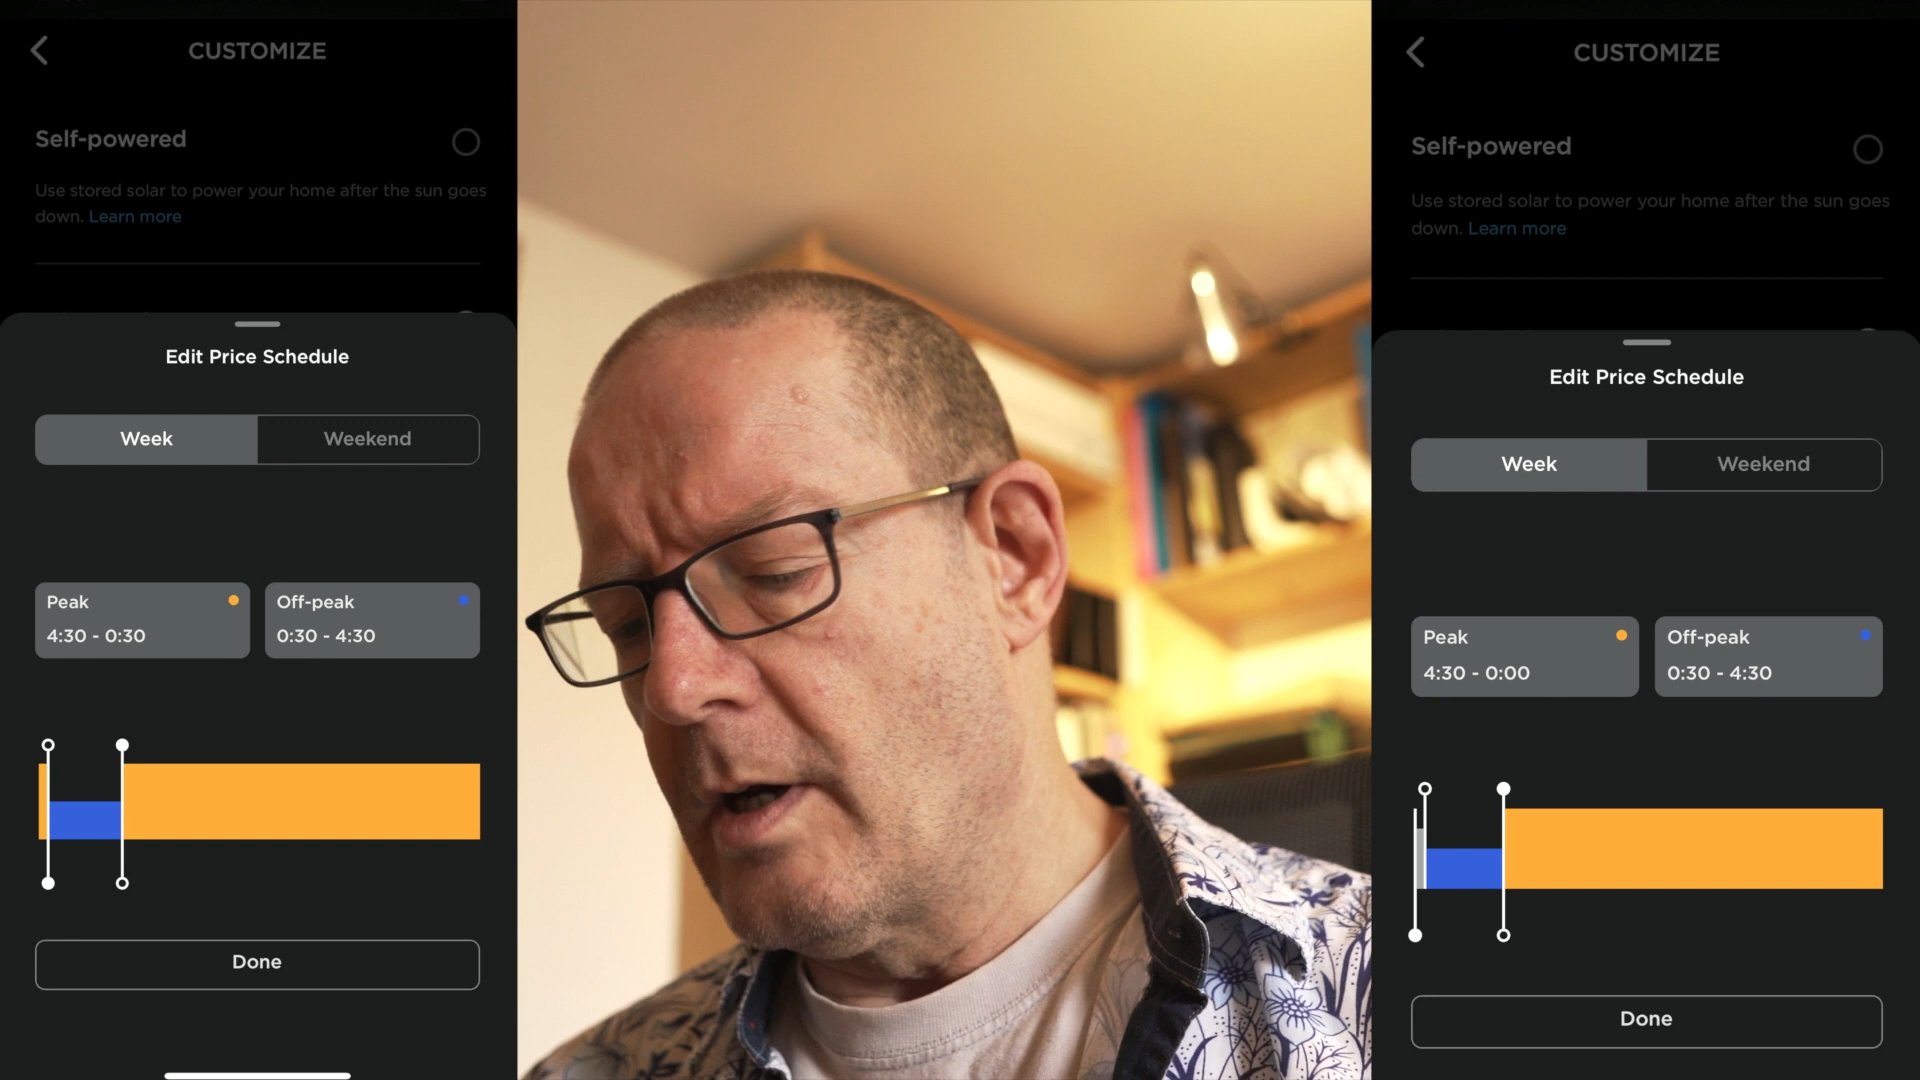 CUSTOMIZE
Self-powered
Use stored solar to power your home after the sun goes
down. Learn more
Edit Price Schedule
Week
Weekend
Peak
4:30 - 0:30
Off-peak
0:30 - 4:30
Done
CUSTOMIZE
Self-powered
Use stored solar to power your home after the sun goes
down. Learn more
Edit Price Schedule
Week
Weekend
Peak
4:30 - 0:00
Off-peak
0:30 - 4:30
Done